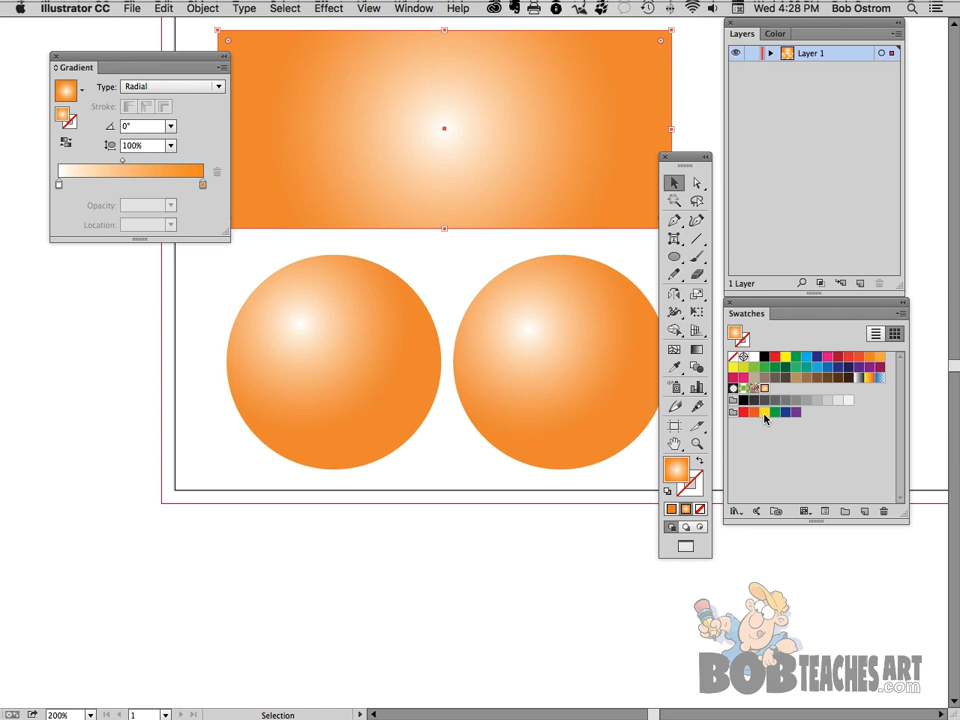 Illustrator CC File Edit Object Type Select Effect View Window Help Wed 4:28 PM Bob Ostrom
Layers Color
Layer 1
Gradient
Type: Radial
Stroke:
0°
100%
Opacity:
Location:
1 Layer
Swatches
BOB TEACHES ART .com
200% 1 Selection